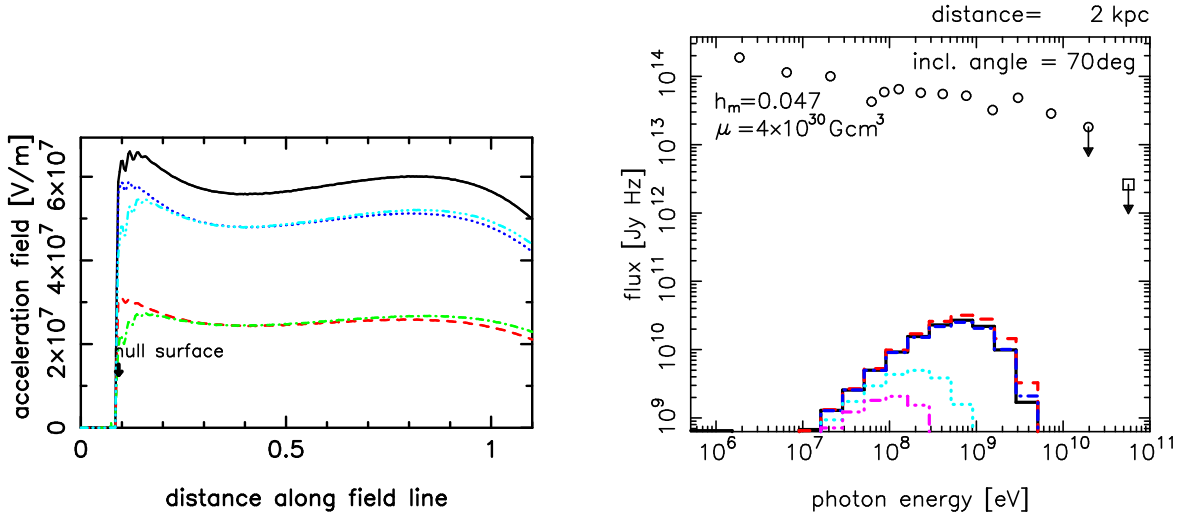 acceleration field [V/m]
6×10⁷
4×10⁷
2×10⁷
0
null surface
0
0.5
1
distance along field line
distance= 2 kpc
incl. angle = 70deg
hₘ=0.047
μ =4×10³⁰Gcm³
flux [Jy Hz]
10¹⁴
10¹³
10¹²
10¹¹
10¹⁰
10⁹
10⁶
10⁷
10⁸
10⁹
10¹⁰
10¹¹
photon energy [eV]